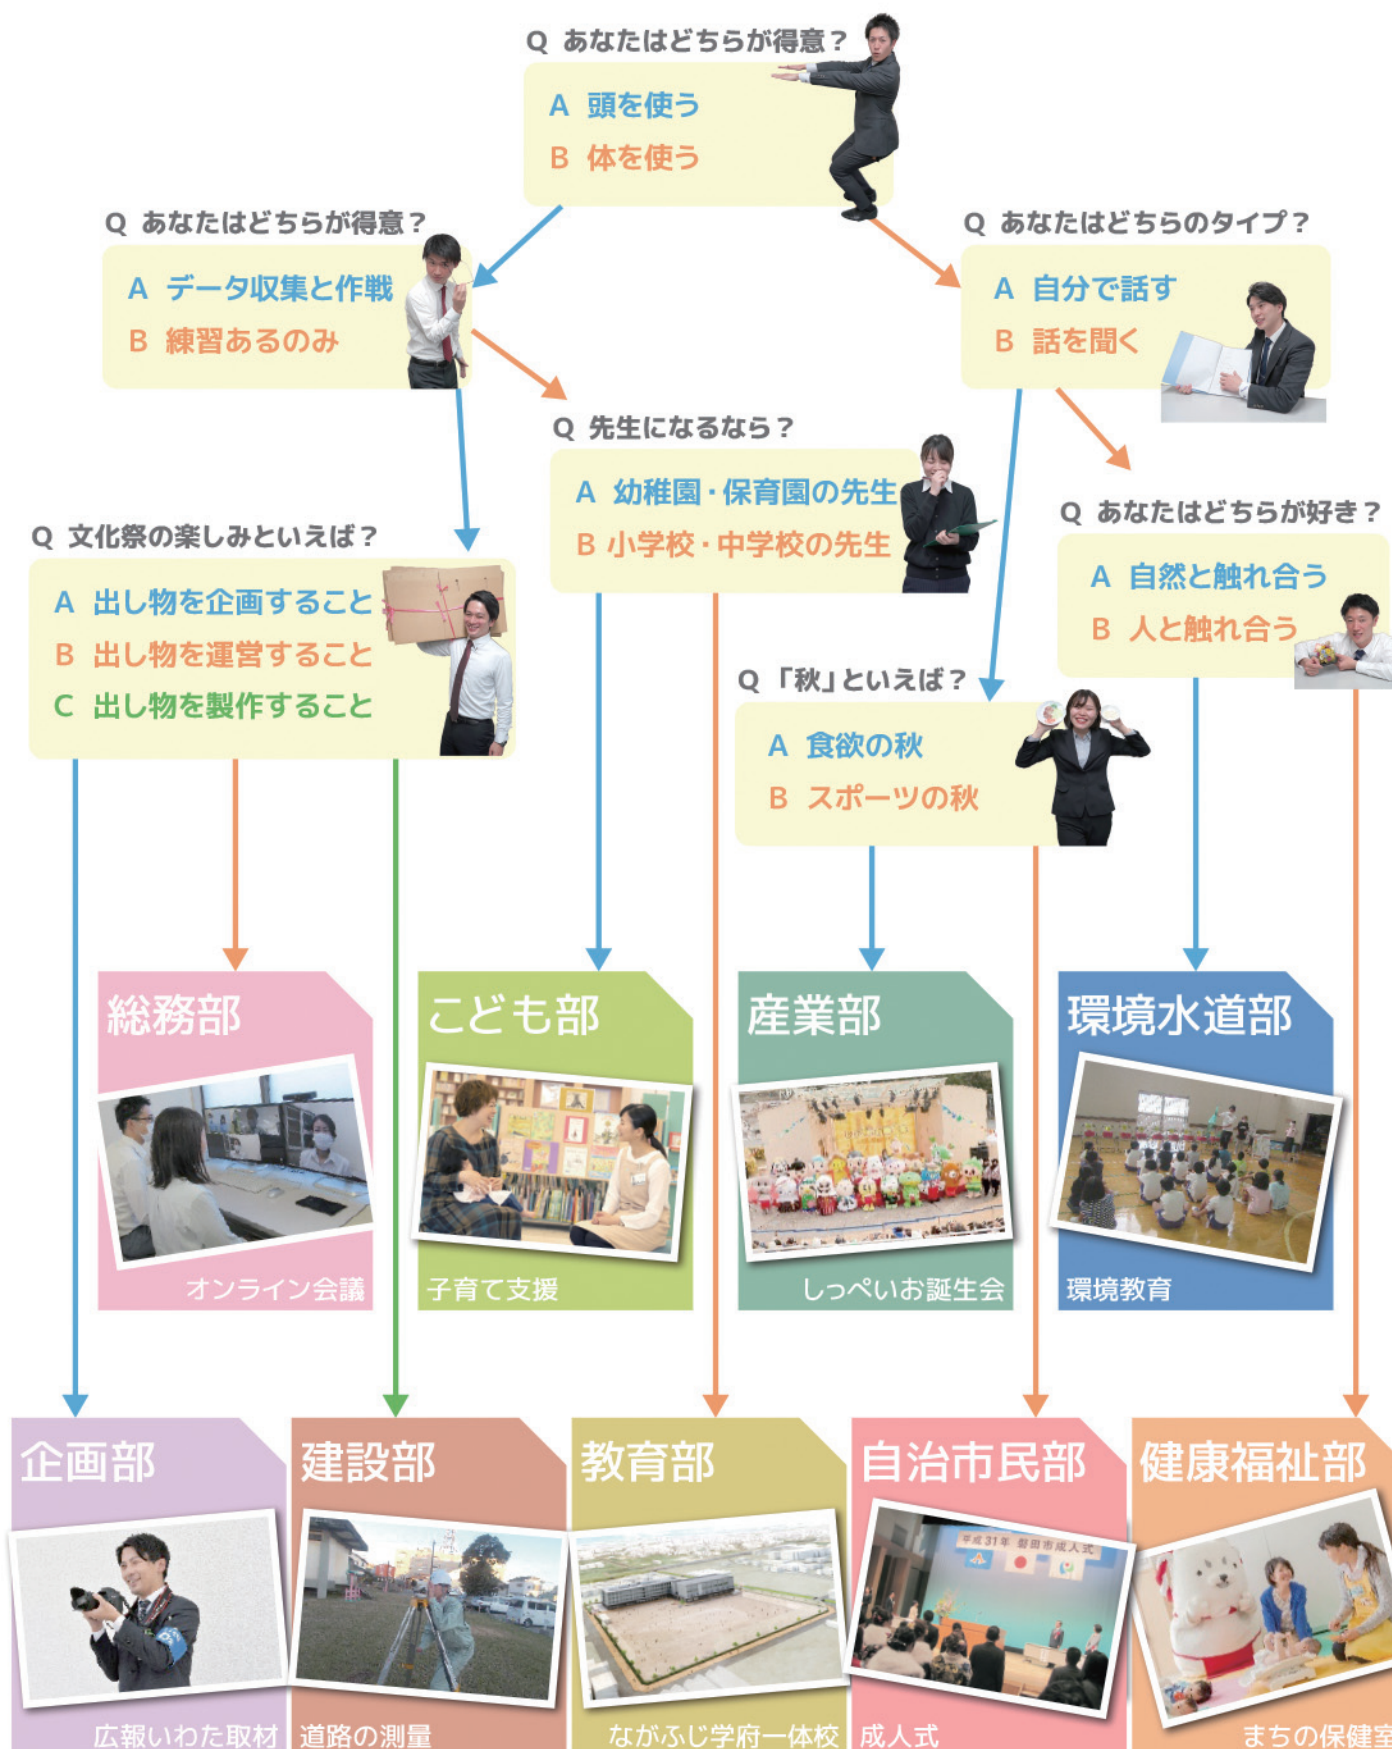 Q あなたはどちらが得意？
A 頭を使う
B 体を使う
Q あなたはどちらが得意？
A データ収集と作戦
B 練習あるのみ
Q あなたはどちらのタイプ？
A 自分で話す
B 話を聞く
Q 先生になるなら？
A 幼稚園・保育園の先生
B 小学校・中学校の先生
Q あなたはどちらが好き？
A 自然と触れ合う
B 人と触れ合う
Q 文化祭の楽しみといえば？
A 出し物を企画すること
B 出し物を運営すること
C 出し物を製作すること
Q 「秋」といえば？
A 食欲の秋
B スポーツの秋
総務部
オンライン会議
こども部
子育て支援
産業部
しっぺいお誕生会
環境水道部
環境教育
企画部
広報いわた取材
建設部
道路の測量
教育部
ながふじ学府一体校
自治市民部
平成31年 磐田市成人式
成人式
健康福祉部
まちの保健室